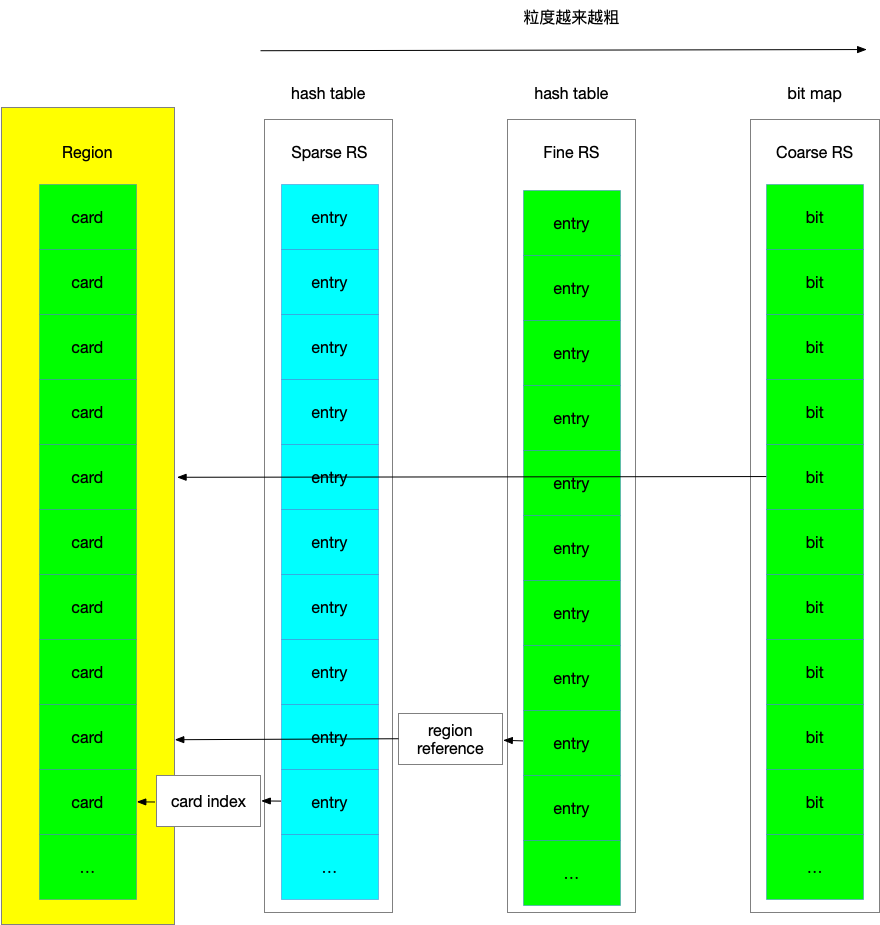 粒度越来越粗
hash table
hash table
bit map
Region
Sparse RS
Fine RS
Coarse RS
card
card
card
card
card
card
card
card
card
card
...
entry
entry
entry
entry
entry
entry
entry
entry
entry
entry
...
entry
entry
entry
entry
entry
entry
entry
entry
entry
entry
...
bit
bit
bit
bit
bit
bit
bit
bit
bit
bit
...
region
reference
card index